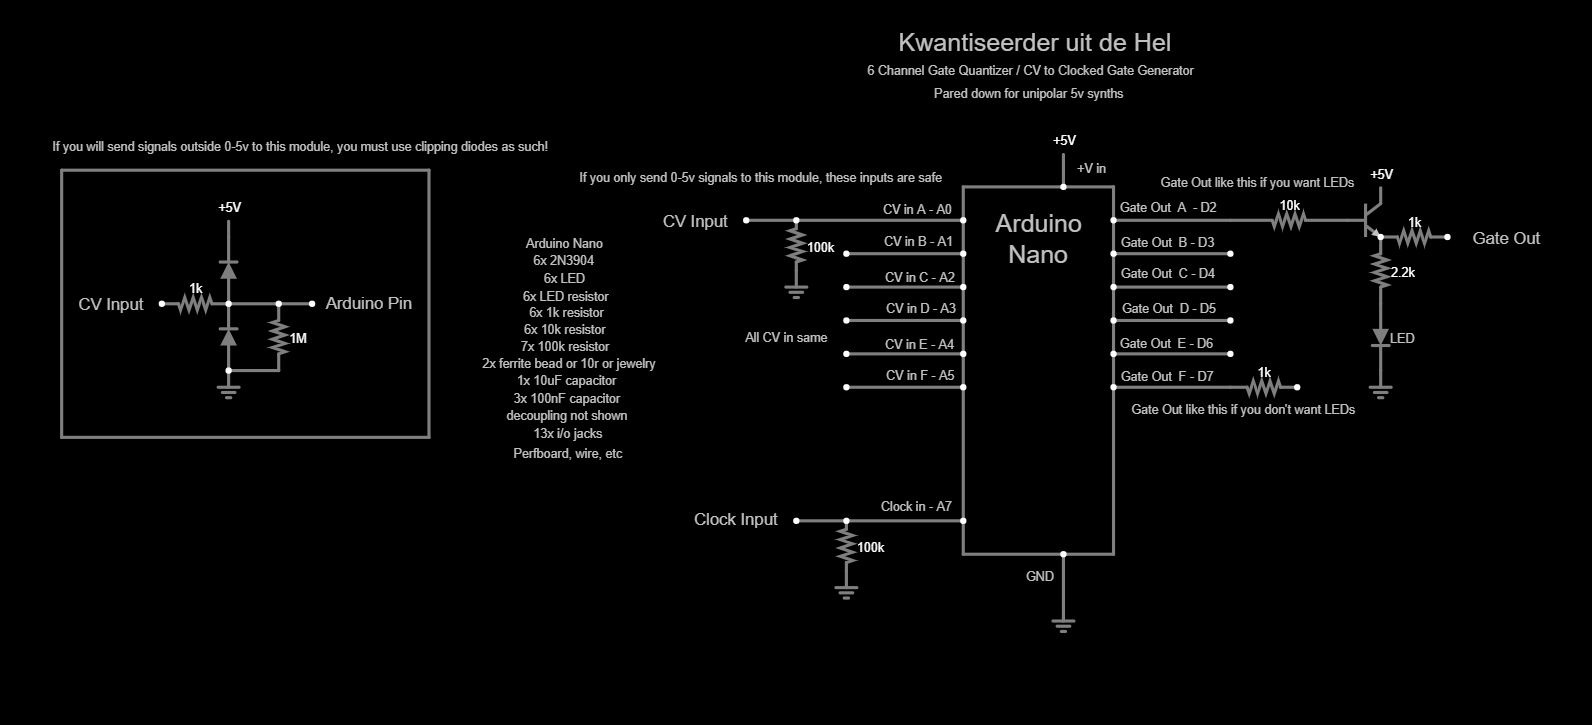 Kwantiseerder uit de Hel
6 Channel Gate Quantizer / CV to Clocked Gate Generator
Pared down for unipolar 5v synths
If you will send signals outside 0-5v to this module, you must use clipping diodes as such!
+5V
1k
CV Input
Arduino Pin
1M
Arduino Nano
6x 2N3904
6x LED
6x LED resistor
6x 1k resistor
6x 10k resistor
7x 100k resistor
2x ferrite bead or 10r or jewelry
1x 10uF capacitor
3x 100nF capacitor
decoupling not shown
13x i/o jacks
Perfboard, wire, etc
If you only send 0-5v signals to this module, these inputs are safe
CV Input
100k
All CV in same
CV in A - A0
CV in B - A1
CV in C - A2
CV in D - A3
CV in E - A4
CV in F - A5
Clock Input
Clock in - A7
100k
+5V
+V in
Arduino
Nano
GND
Gate Out like this if you want LEDs
Gate Out A - D2
Gate Out B - D3
Gate Out C - D4
Gate Out D - D5
Gate Out E - D6
Gate Out F - D7
10k
+5V
1k
Gate Out
2.2k
LED
1k
Gate Out like this if you don't want LEDs